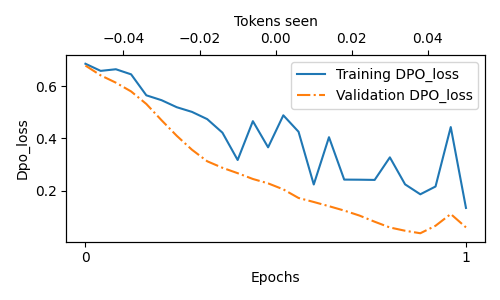 Tokens seen
−0.04 −0.02 0.00 0.02 0.04
Training DPO_loss
Validation DPO_loss
Dpo_loss
0.6
0.4
0.2
0 1
Epochs